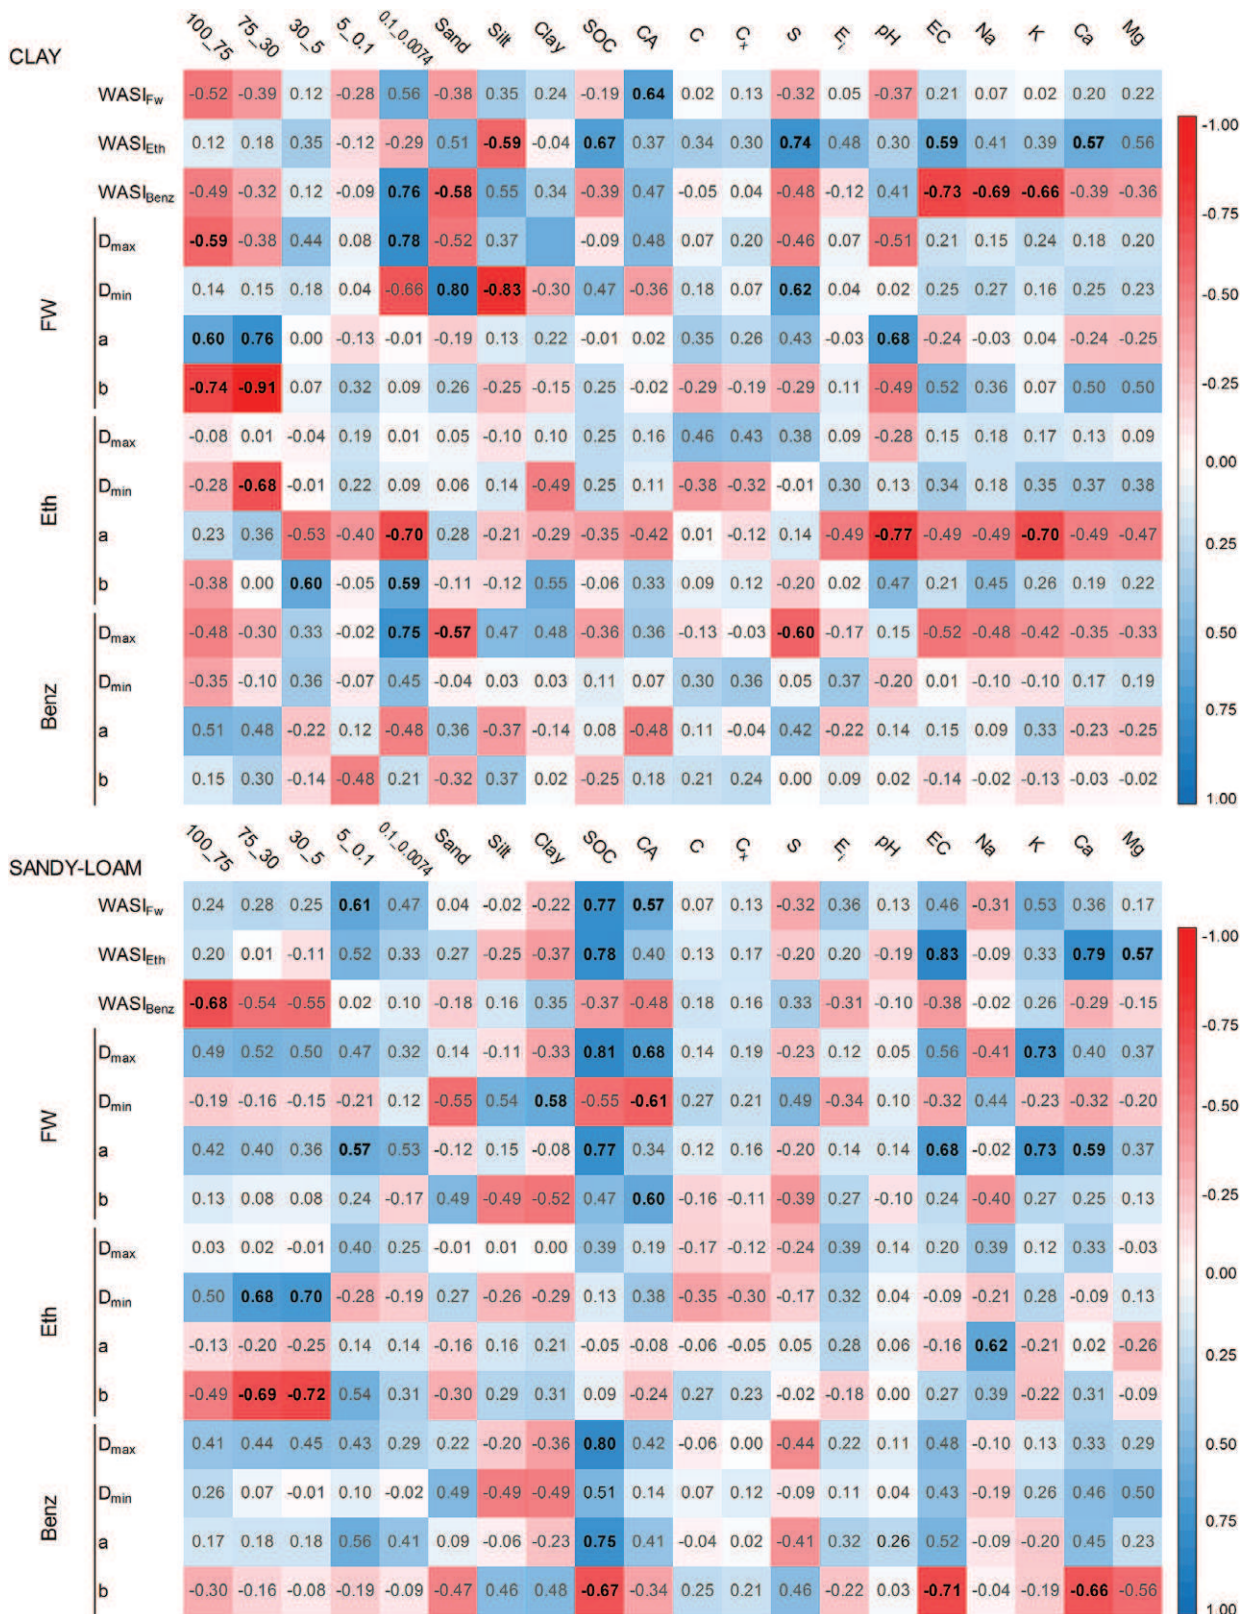 100_75 75_30 30_5 5_0.1 0.1_0.0074 Sand Silt Clay SOC CA C Cx S Ei pH EC Na K Ca Mg
CLAY
WASIFw -0.52 -0.39 0.12 -0.28 0.56 -0.38 0.35 0.24 -0.19 0.64 0.02 0.13 -0.32 0.05 -0.37 0.21 0.07 0.02 0.20 0.22
WASIEth 0.12 0.18 0.35 -0.12 -0.29 0.51 -0.59 -0.04 0.67 0.37 0.34 0.30 0.74 0.48 0.30 0.59 0.41 0.39 0.57 0.56
WASIBenz -0.49 -0.32 0.12 -0.09 0.76 -0.58 0.55 0.34 -0.39 0.47 -0.05 0.04 -0.48 -0.12 0.41 -0.73 -0.69 -0.66 -0.39 -0.36
FW
Dmax -0.59 -0.38 0.44 0.08 0.78 -0.52 0.37 -0.09 0.48 0.07 0.20 -0.46 0.07 -0.51 0.21 0.15 0.24 0.18 0.20
Dmin 0.14 0.15 0.18 0.04 -0.66 0.80 -0.83 -0.30 0.47 -0.36 0.18 0.07 0.62 0.04 0.02 0.25 0.27 0.16 0.25 0.23
a 0.60 0.76 0.00 -0.13 -0.01 -0.19 0.13 0.22 -0.01 0.02 0.35 0.26 0.43 -0.03 0.68 -0.24 -0.03 0.04 -0.24 -0.25
b -0.74 -0.91 0.07 0.32 0.09 0.26 -0.25 -0.15 0.25 -0.02 -0.29 -0.19 -0.29 0.11 -0.49 0.52 0.36 0.07 0.50 0.50
Eth
Dmax -0.08 0.01 -0.04 0.19 0.01 0.05 -0.10 0.10 0.25 0.16 0.46 0.43 0.38 0.09 -0.28 0.15 0.18 0.17 0.13 0.09
Dmin -0.28 -0.68 -0.01 0.22 0.09 0.06 0.14 -0.49 0.25 0.11 -0.38 -0.32 -0.01 0.30 0.13 0.34 0.18 0.35 0.37 0.38
a 0.23 0.36 -0.53 -0.40 -0.70 0.28 -0.21 -0.29 -0.35 -0.42 0.01 -0.12 0.14 -0.49 -0.77 -0.49 -0.49 -0.70 -0.49 -0.47
b -0.38 0.00 0.60 -0.05 0.59 -0.11 -0.12 0.55 -0.06 0.33 0.09 0.12 -0.20 0.02 0.47 0.21 0.45 0.26 0.19 0.22
Benz
Dmax -0.48 -0.30 0.33 -0.02 0.75 -0.57 0.47 0.48 -0.36 0.36 -0.13 -0.03 -0.60 -0.17 0.15 -0.52 -0.48 -0.42 -0.35 -0.33
Dmin -0.35 -0.10 0.36 -0.07 0.45 -0.04 0.03 0.03 0.11 0.07 0.30 0.36 0.05 0.37 -0.20 0.01 -0.10 -0.10 0.17 0.19
a 0.51 0.48 -0.22 0.12 -0.48 0.36 -0.37 -0.14 0.08 -0.48 0.11 -0.04 0.42 -0.22 0.14 0.15 0.09 0.33 -0.23 -0.25
b 0.15 0.30 -0.14 -0.48 0.21 -0.32 0.37 0.02 -0.25 0.18 0.21 0.24 0.00 0.09 0.02 -0.14 -0.02 -0.13 -0.03 -0.02
-1.00
-0.75
-0.50
-0.25
0.00
0.25
0.50
0.75
1.00
100_75 75_30 30_5 5_0.1 0.1_0.0074 Sand Silt Clay SOC CA C Cx S Ei pH EC Na K Ca Mg
SANDY-LOAM
WASIFw 0.24 0.28 0.25 0.61 0.47 0.04 -0.02 -0.22 0.77 0.57 0.07 0.13 -0.32 0.36 0.13 0.46 -0.31 0.53 0.36 0.17
WASIEth 0.20 0.01 -0.11 0.52 0.33 0.27 -0.25 -0.37 0.78 0.40 0.13 0.17 -0.20 0.20 -0.19 0.83 -0.09 0.33 0.79 0.57
WASIBenz -0.68 -0.54 -0.55 0.02 0.10 -0.18 0.16 0.35 -0.37 -0.48 0.18 0.16 0.33 -0.31 -0.10 -0.38 -0.02 0.26 -0.29 -0.15
FW
Dmax 0.49 0.52 0.50 0.47 0.32 0.14 -0.11 -0.33 0.81 0.68 0.14 0.19 -0.23 0.12 0.05 0.56 -0.41 0.73 0.40 0.37
Dmin -0.19 -0.16 -0.15 -0.21 0.12 -0.55 0.54 0.58 -0.55 -0.61 0.27 0.21 0.49 -0.34 0.10 -0.32 0.44 -0.23 -0.32 -0.20
a 0.42 0.40 0.36 0.57 0.53 -0.12 0.15 -0.08 0.77 0.34 0.12 0.16 -0.20 0.14 0.14 0.68 -0.02 0.73 0.59 0.37
b 0.13 0.08 0.08 0.24 -0.17 0.49 -0.49 -0.52 0.47 0.60 -0.16 -0.11 -0.39 0.27 -0.10 0.24 -0.40 0.27 0.25 0.13
Eth
Dmax 0.03 0.02 -0.01 0.40 0.25 -0.01 0.01 0.00 0.39 0.19 -0.17 -0.12 -0.24 0.39 0.14 0.20 0.39 0.12 0.33 -0.03
Dmin 0.50 0.68 0.70 -0.28 -0.19 0.27 -0.26 -0.29 0.13 0.38 -0.35 -0.30 -0.17 0.32 0.04 -0.09 -0.21 0.28 -0.09 0.13
a -0.13 -0.20 -0.25 0.14 0.14 -0.16 0.16 0.21 -0.05 -0.08 -0.06 -0.05 0.05 0.28 0.06 -0.16 0.62 -0.21 0.02 -0.26
b -0.49 -0.69 -0.72 0.54 0.31 -0.30 0.29 0.31 0.09 -0.24 0.27 0.23 -0.02 -0.18 0.00 0.27 0.39 -0.22 0.31 -0.09
Benz
Dmax 0.41 0.44 0.45 0.43 0.29 0.22 -0.20 -0.36 0.80 0.42 -0.06 0.00 -0.44 0.22 0.11 0.48 -0.10 0.13 0.33 0.29
Dmin 0.26 0.07 -0.01 0.10 -0.02 0.49 -0.49 -0.49 0.51 0.14 0.07 0.12 -0.09 0.11 0.04 0.43 -0.19 0.26 0.46 0.50
a 0.17 0.18 0.18 0.56 0.41 0.09 -0.06 -0.23 0.75 0.41 -0.04 0.02 -0.41 0.32 0.26 0.52 -0.09 -0.20 0.45 0.23
b -0.30 -0.16 -0.08 -0.19 -0.09 -0.47 0.46 0.48 -0.67 -0.34 0.25 0.21 0.46 -0.22 0.03 -0.71 -0.04 -0.19 -0.66 -0.56
-1.00
-0.75
-0.50
-0.25
0.00
0.25
0.50
0.75
1.00